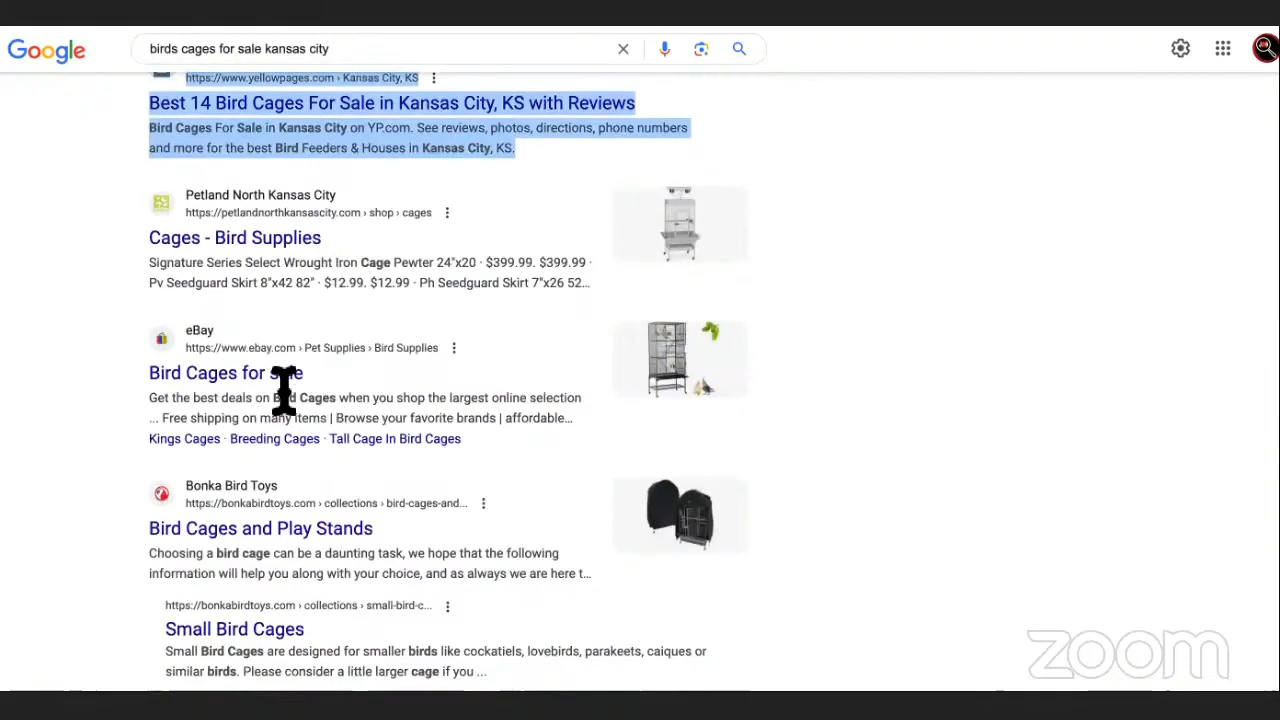 Google
birds cages for sale kansas city
https://www.yellowpages.com › Kansas City, KS
Best 14 Bird Cages For Sale in Kansas City, KS with Reviews
Bird Cages For Sale in Kansas City on YP.com. See reviews, photos, directions, phone numbers
and more for the best Bird Feeders & Houses in Kansas City, KS.
Petland North Kansas City
https://petlandnorthkansascity.com › shop › cages
Cages - Bird Supplies
Signature Series Select Wrought Iron Cage Pewter 24"x20 · $399.99. $399.99 ·
Pv Seedguard Skirt 8"x42 82" · $12.99. $12.99 · Ph Seedguard Skirt 7"x26 52...
eBay
https://www.ebay.com › Pet Supplies › Bird Supplies
Bird Cages for sale
Get the best deals on Bird Cages when you shop the largest online selection
... Free shipping on many items | Browse your favorite brands | affordable...
Kings Cages · Breeding Cages · Tall Cage In Bird Cages
Bonka Bird Toys
https://bonkabirdtoys.com › collections › bird-cages-and...
Bird Cages and Play Stands
Choosing a bird cage can be a daunting task, we hope that the following
information will help you along with your choice, and as always we are here t...
https://bonkabirdtoys.com › collections › small-bird-c...
Small Bird Cages
Small Bird Cages are designed for smaller birds like cockatiels, lovebirds, parakeets, caiques or
similar birds. Please consider a little larger cage if you ...
zoom